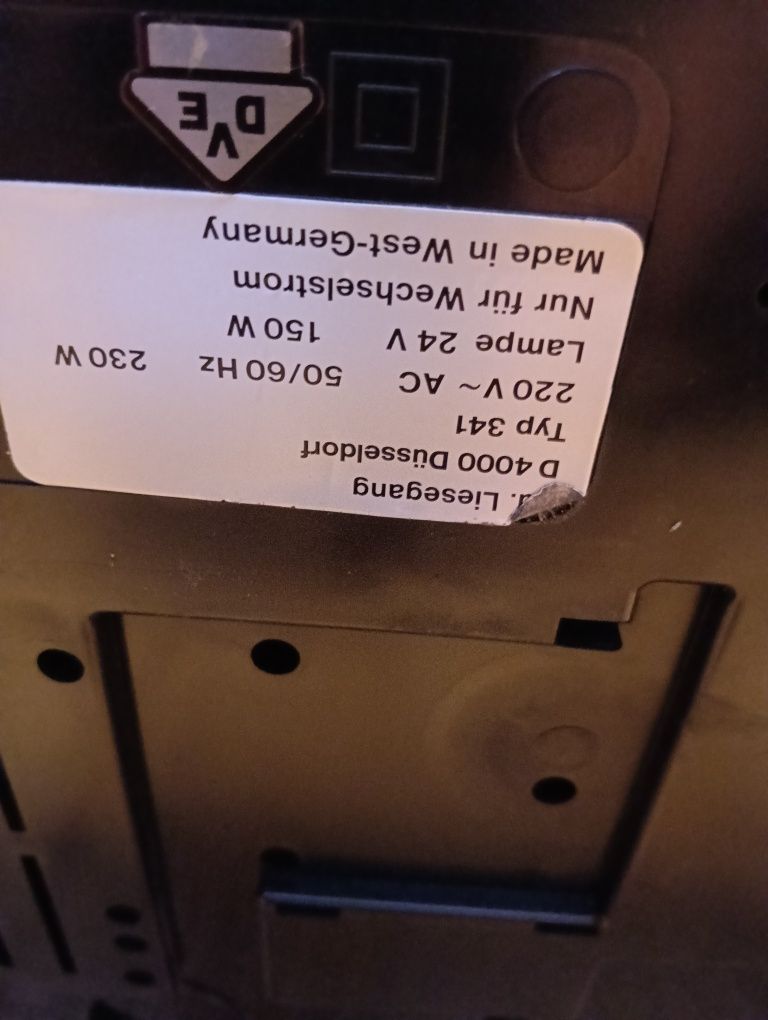 Liesegang
D 4000 Düsseldorf
Typ 341
220 V~ AC 50/60 Hz 230 W
Lampe 24 V 150 W
Nur für Wechselstrom
Made in West-Germany
DVE